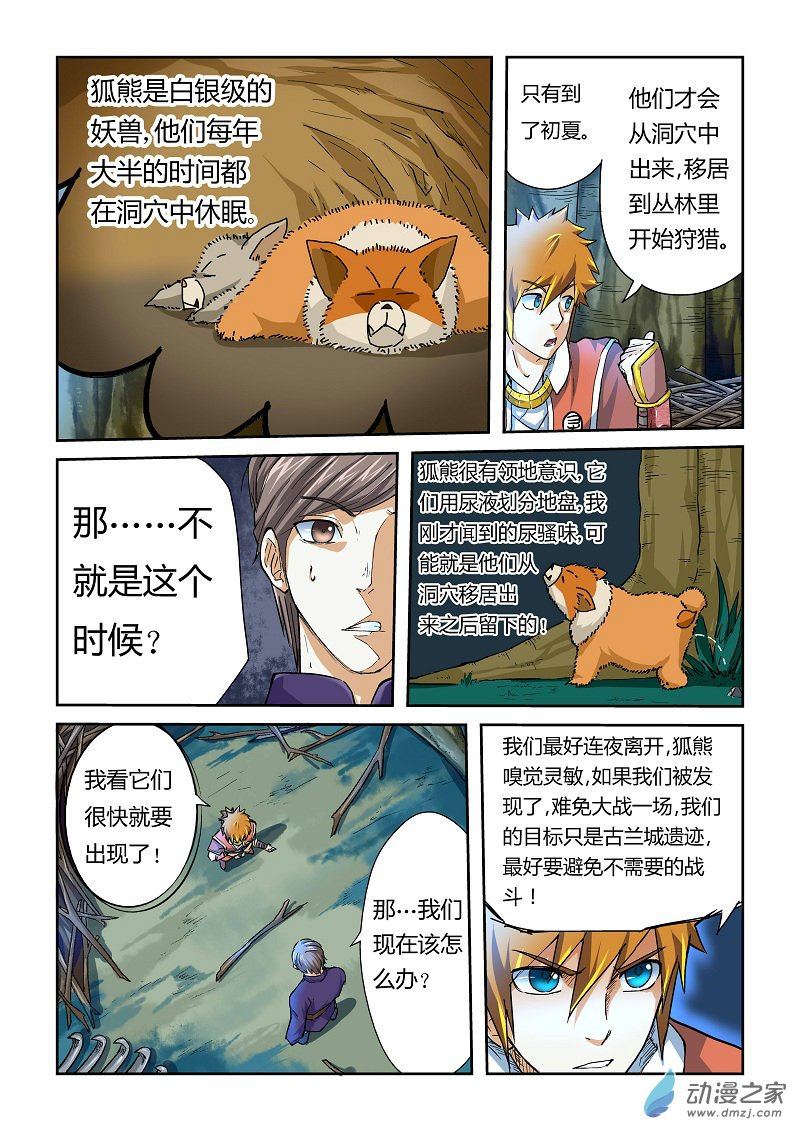 狐熊是白银级的
妖兽，他们每年
大半的时间都
在洞穴中休眠。
只有到
了初夏。
他们才会
从洞穴中
出来，移居
到丛林里
开始狩猎。
那……不
就是这个
时候？
狐熊很有领地意识，它
们用尿液划分地盘，我
刚才闻到的尿骚味，可
能就是他们从
洞穴移居出
来之后留下的！
我看它们
很快就要
出现了！
那…我们
现在该怎
么办？
我们最好连夜离开，狐熊
嗅觉灵敏，如果我们被发
现了，难免大战一场，我们
的目标只是古兰城遗迹，
最好要避免不需要的战
斗！
动漫之家
www.dmzj.com